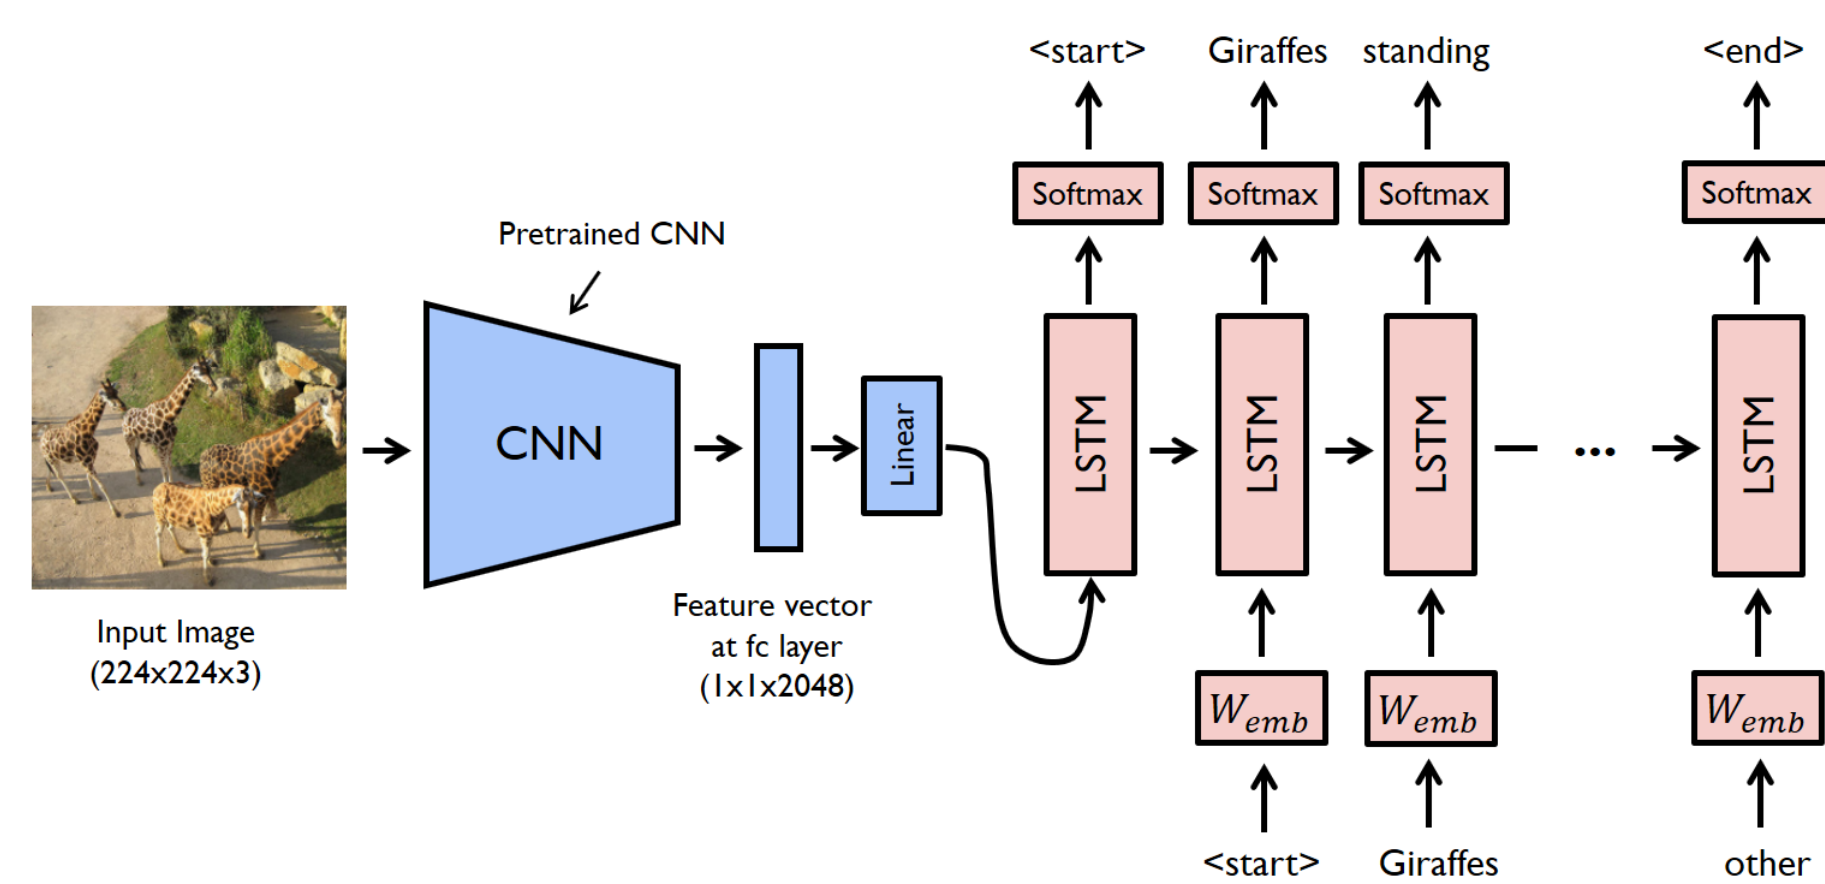 <start> Giraffes standing <end>
Softmax Softmax Softmax Softmax
Pretrained CNN
CNN
Linear
LSTM LSTM LSTM ... LSTM
Feature vector
at fc layer
(1x1x2048)
Input Image
(224x224x3)
W_emb W_emb W_emb
<start> Giraffes other